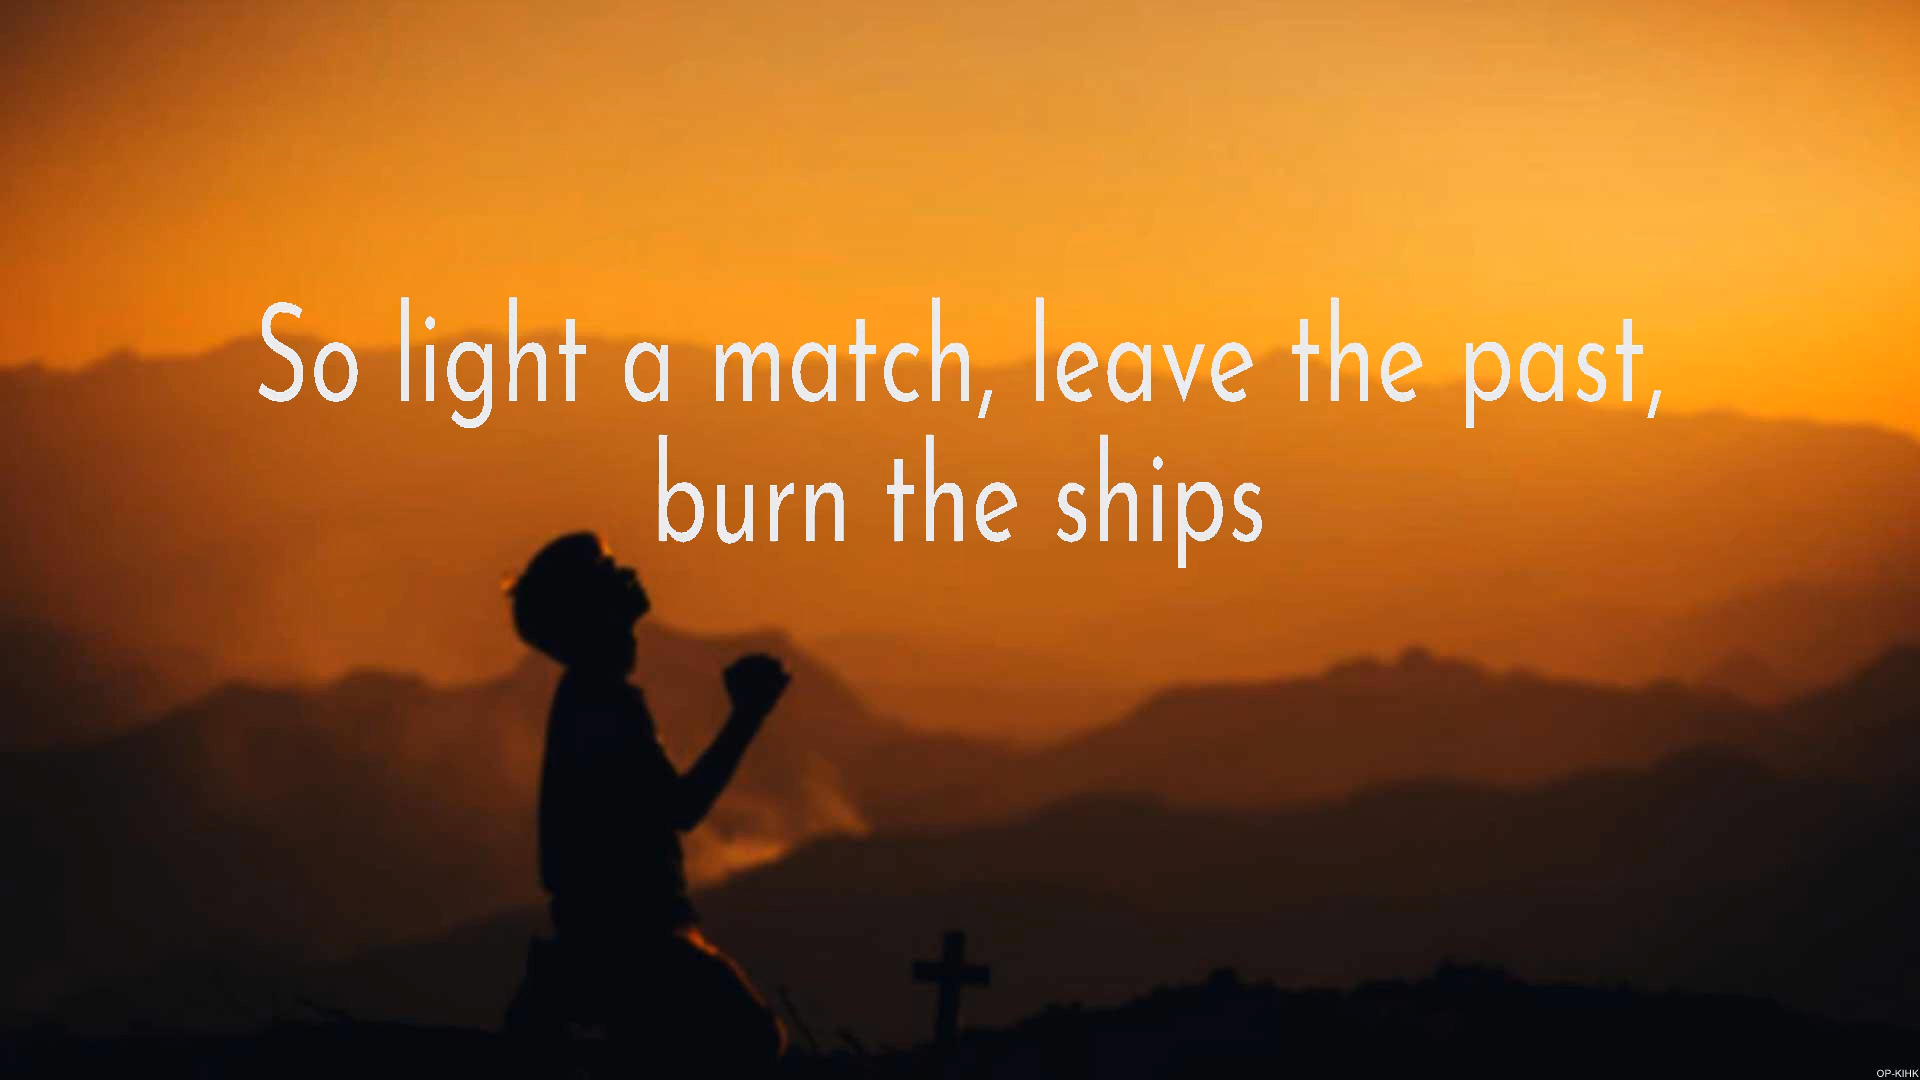 So light a match, leave the past,
burn the ships
OP-KIHK